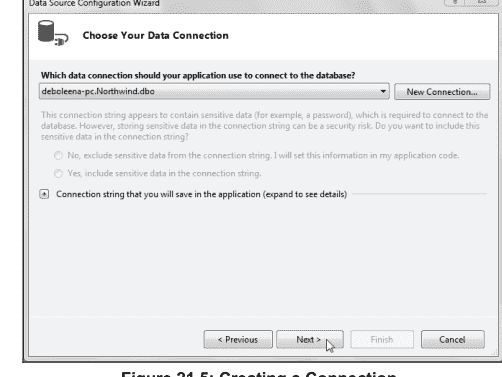 Data Source Configuration Wizard
Choose Your Data Connection
Which data connection should your application use to connect to the database?
deboleena-pc.Northwind.dbo
New Connection...
This connection string appears to contain sensitive data (for example, a password), which is required to connect to the
database. However, storing sensitive data in the connection string can be a security risk. Do you want to include this
sensitive data in the connection string?
No, exclude sensitive data from the connection string. I will set this information in my application code.
Yes, include sensitive data in the connection string.
Connection string that you will save in the application (expand to see details)
< Previous
Next >
Finish
Cancel
Figure 21.5: Creating a Connection